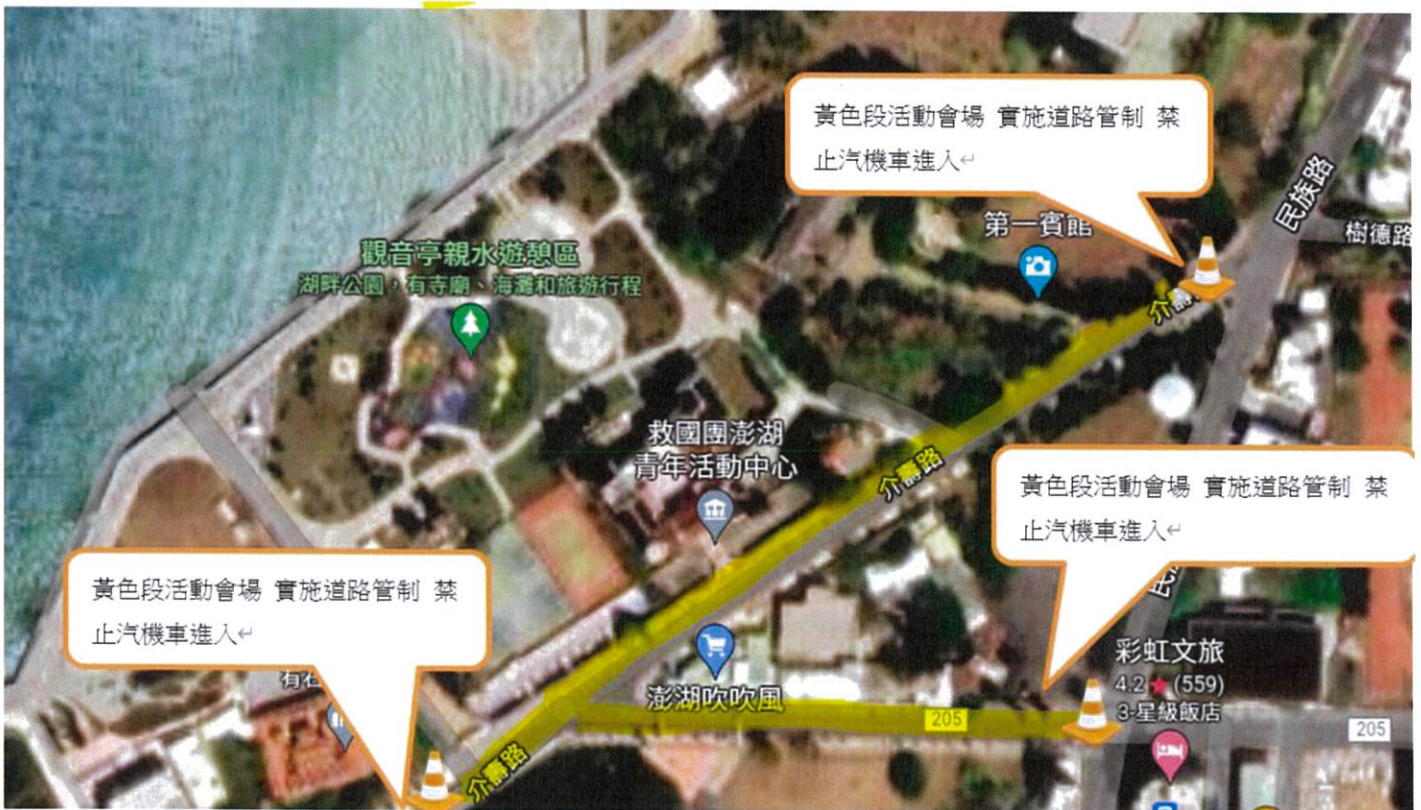 黃色段活動會場 實施道路管制 禁
止汽機車進入↵
民族路
樹德路
第一賓館
觀音亭親水遊憩區
湖畔公園，有寺廟、海灘和旅遊行程
介壽
救國團澎湖
青年活動中心
介壽路
黃色段活動會場 實施道路管制 禁
止汽機車進入↵
民
黃色段活動會場 實施道路管制 禁
止汽機車進入↵
彩虹文旅
4.2★(559)
3-星級飯店
有石
澎湖吹吹風
205
205
介壽路